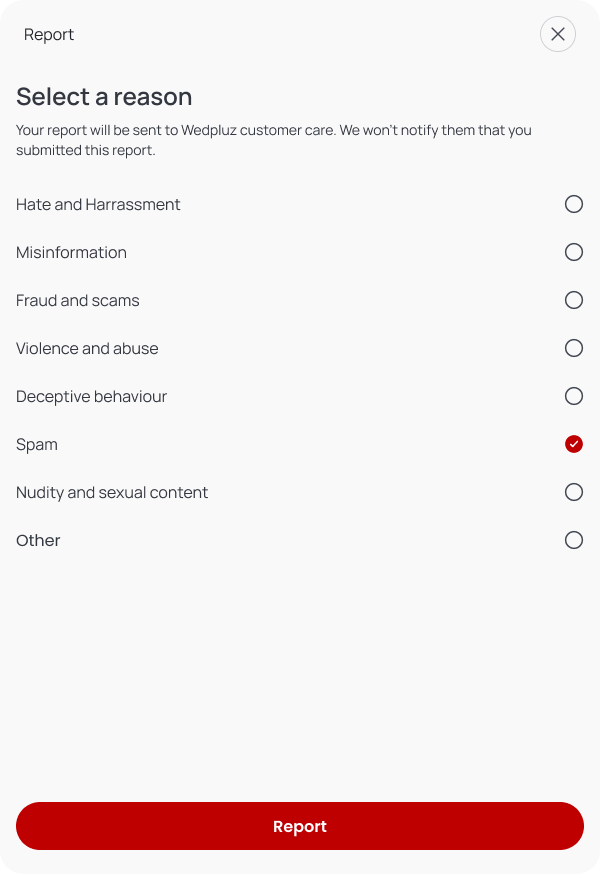 Report
Select a reason
Your report will be sent to Wedpluz customer care. We won't notify them that you
submitted this report.
Hate and Harrassment
Misinformation
Fraud and scams
Violence and abuse
Deceptive behaviour
Spam
Nudity and sexual content
Other
Report